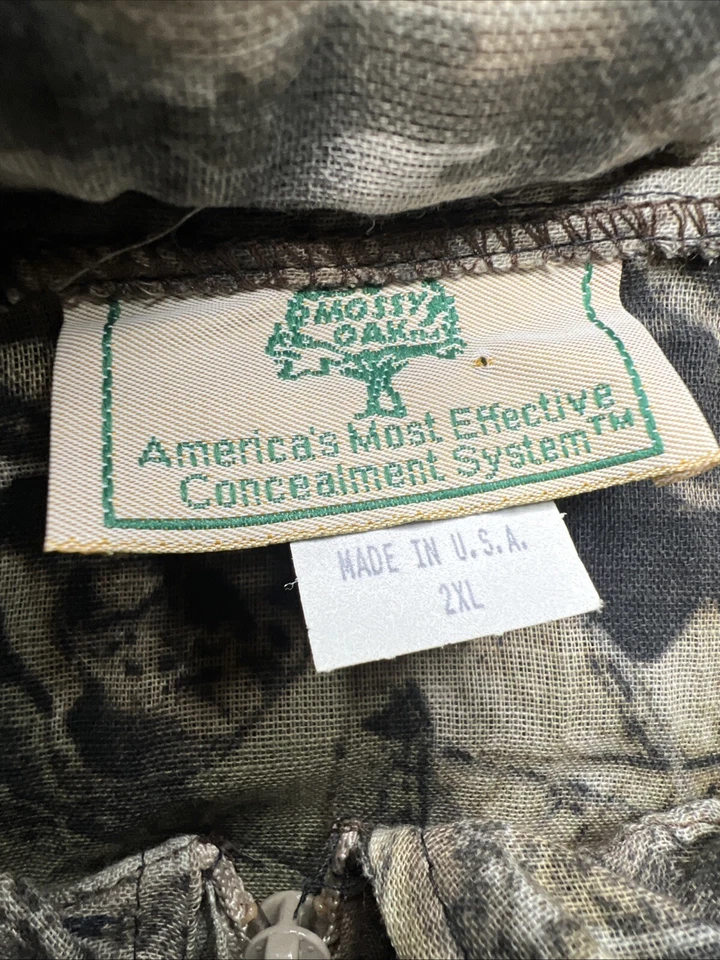 MOSSY
OAK
America's Most Effective
Concealment System™
MADE IN U.S.A.
2XL